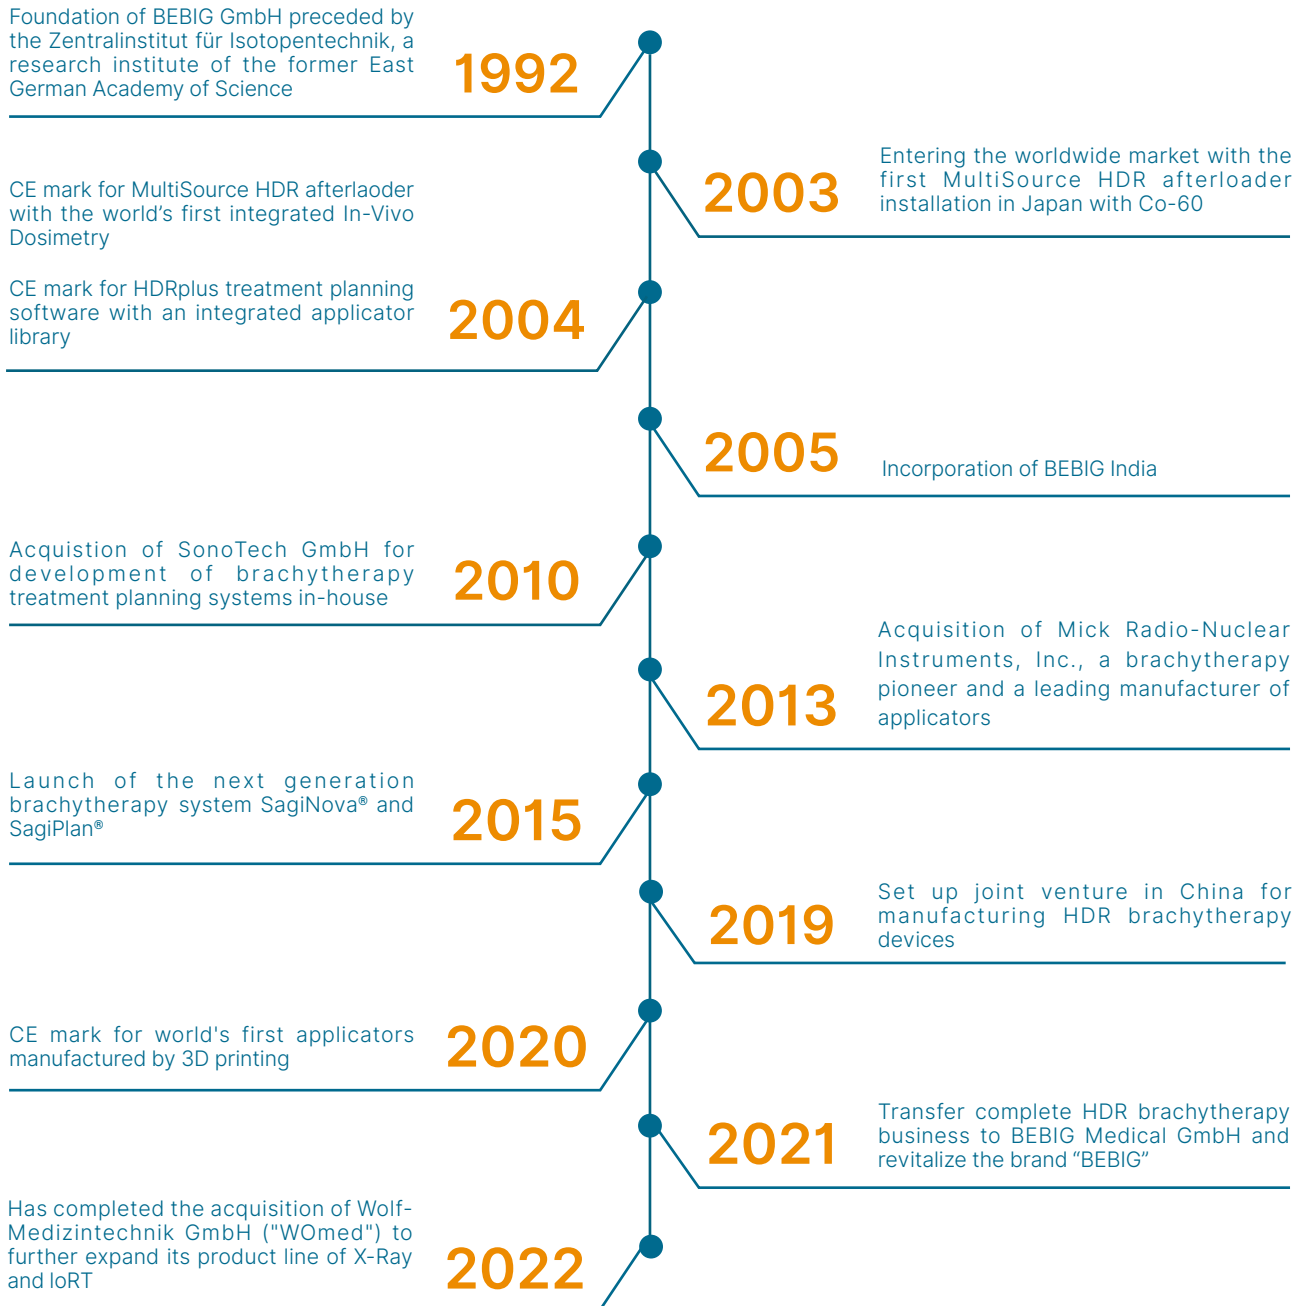 Foundation of BEBIG GmbH preceded by
the Zentralinstitut für Isotopentechnik, a
research institute of the former East
German Academy of Science
1992
Entering the worldwide market with the
first MultiSource HDR afterloader
installation in Japan with Co-60
2003
CE mark for MultiSource HDR afterlaoder
with the world’s first integrated In-Vivo
Dosimetry
CE mark for HDRplus treatment planning
software with an integrated applicator
library
2004
2005
Incorporation of BEBIG India
Acquistion of SonoTech GmbH for
development of brachytherapy
treatment planning systems in-house
2010
Acquisition of Mick Radio-Nuclear
Instruments, Inc., a brachytherapy
pioneer and a leading manufacturer of
applicators
2013
Launch of the next generation
brachytherapy system SagiNova® and
SagiPlan®
2015
Set up joint venture in China for
manufacturing HDR brachytherapy
devices
2019
CE mark for world's first applicators
manufactured by 3D printing
2020
Transfer complete HDR brachytherapy
business to BEBIG Medical GmbH and
revitalize the brand “BEBIG”
2021
Has completed the acquisition of Wolf-
Medizintechnik GmbH ("WOmed") to
further expand its product line of X-Ray
and IoRT
2022